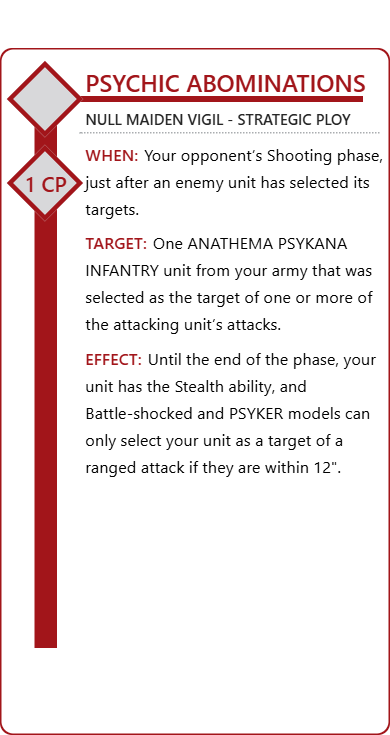 PSYCHIC ABOMINATIONS
NULL MAIDEN VIGIL - STRATEGIC PLOY
1 CP
WHEN: Your opponent's Shooting phase,
just after an enemy unit has selected its
targets.
TARGET: One ANATHEMA PSYKANA
INFANTRY unit from your army that was
selected as the target of one or more of
the attacking unit's attacks.
EFFECT: Until the end of the phase, your
unit has the Stealth ability, and
Battle-shocked and PSYKER models can
only select your unit as a target of a
ranged attack if they are within 12".